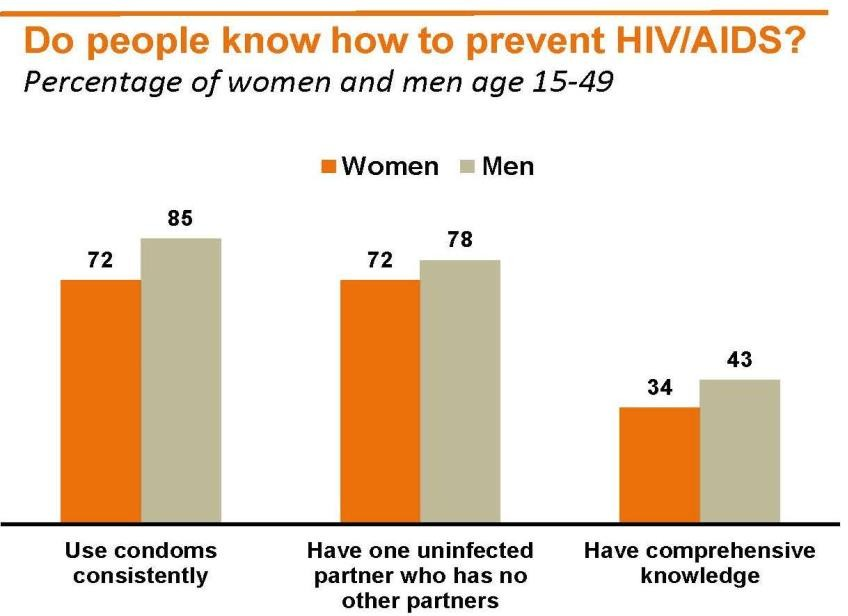 Do people know how to prevent HIV/AIDS?
Percentage of women and men age 15-49
Women Men
72
85
72
78
34
43
Use condoms
consistently
Have one uninfected
partner who has no
other partners
Have comprehensive
knowledge